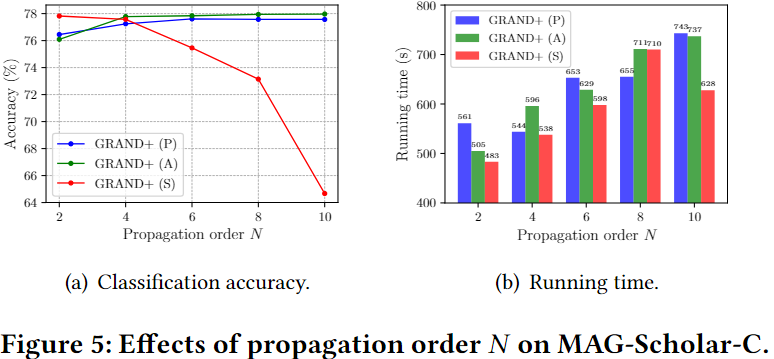 78
76
74
72
70
68
66
64
Accuracy (%)
GRAND+ (P)
GRAND+ (A)
GRAND+ (S)
2 4 6 8 10
Propagation order N
(a) Classification accuracy.
800
700
600
500
400
Running time (s)
GRAND+ (P)
GRAND+ (A)
GRAND+ (S)
561 505 483
544 596 538
653 629 598
655 711 710
743 737 628
2 4 6 8 10
Propagation order N
(b) Running time.
Figure 5: Effects of propagation order N on MAG-Scholar-C.